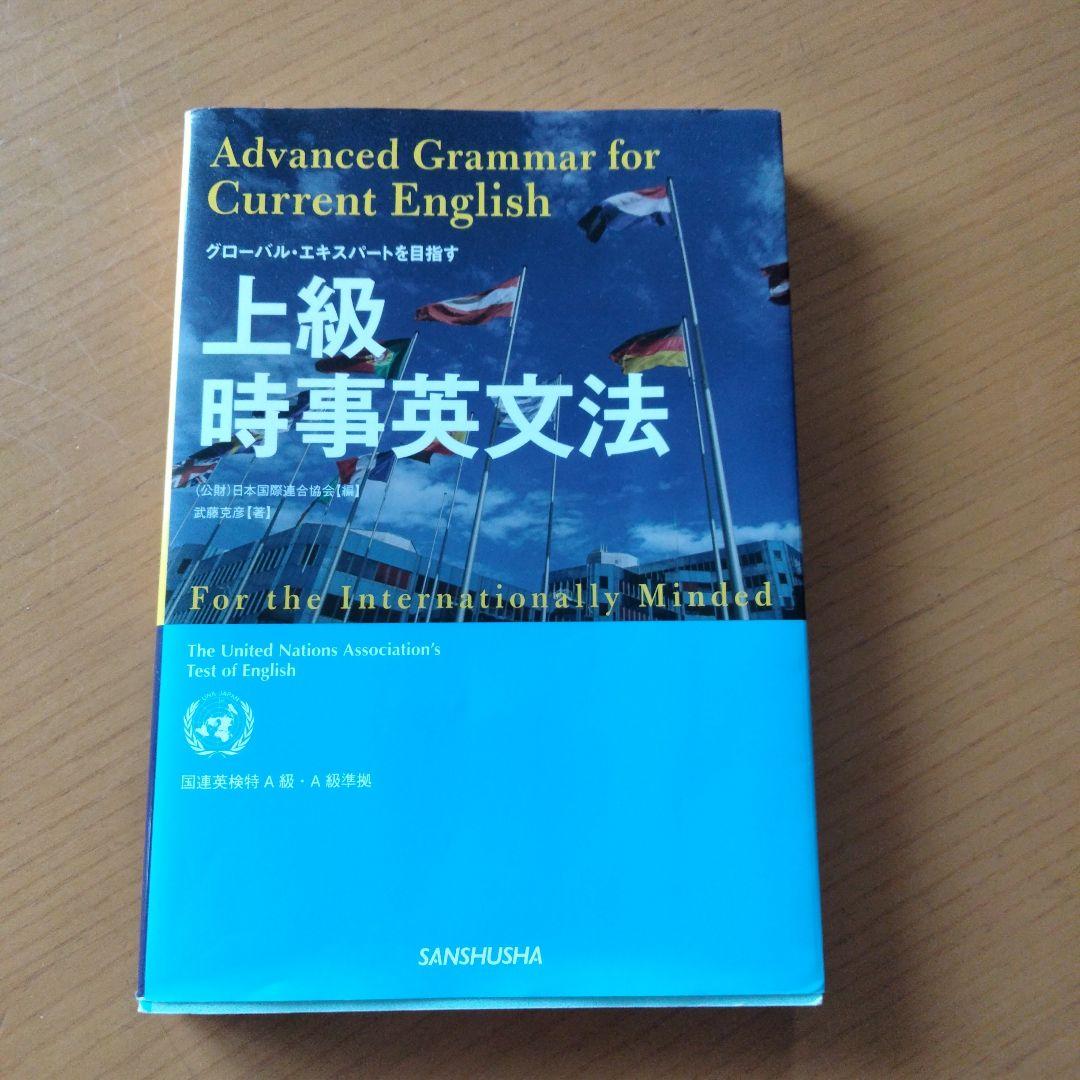 Advanced Grammar for
Current English
グローバル・エキスパートを目指す
上級
時事英文法
(公財)日本国際連合協会【編】
武藤克彦【著】
For the Internationally Minded
The United Nations Association's
Test of English
UNA JAPAN
国連英検特A級・A級準拠
SANSHUSHA